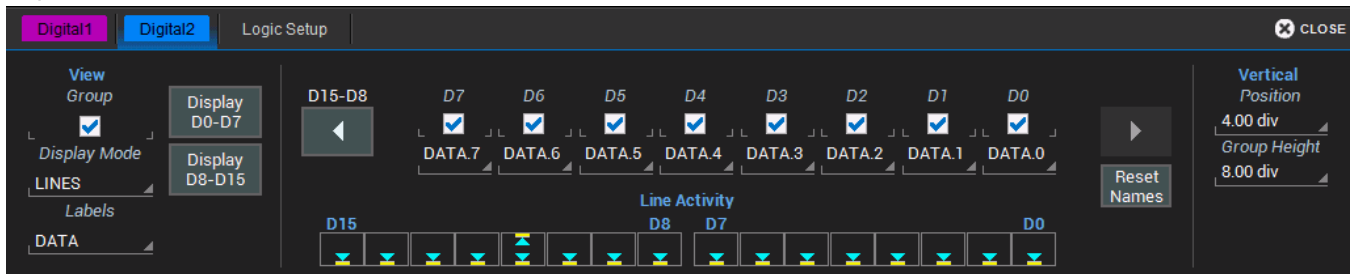 Digital1 Digital2 Logic Setup CLOSE
View
Group
Display Mode
LINES
Labels
DATA
Display
D0-D7
Display
D8-D15
D15-D8 D7 D6 D5 D4 D3 D2 D1 D0
DATA.7 DATA.6 DATA.5 DATA.4 DATA.3 DATA.2 DATA.1 DATA.0
Line Activity
D15 D8 D7 D0
Reset
Names
Vertical
Position
4.00 div
Group Height
8.00 div